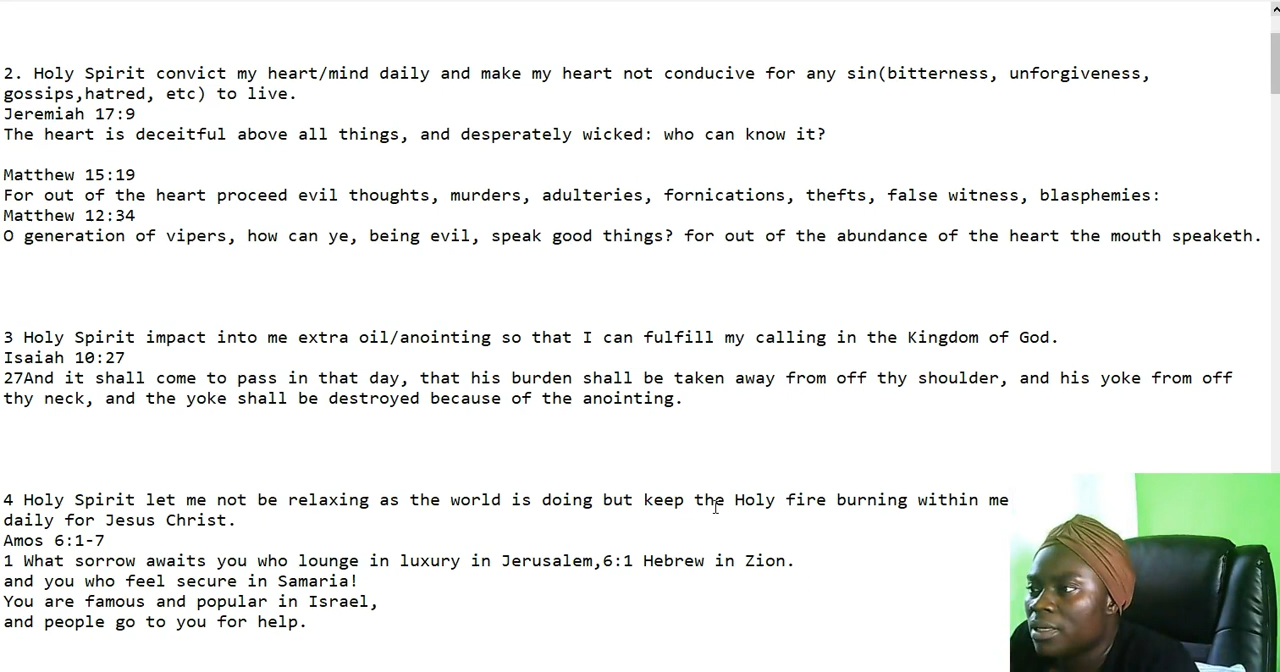 2. Holy Spirit convict my heart/mind daily and make my heart not conducive for any sin(bitterness, unforgiveness,
gossips,hatred, etc) to live.
Jeremiah 17:9
The heart is deceitful above all things, and desperately wicked: who can know it?
Matthew 15:19
For out of the heart proceed evil thoughts, murders, adulteries, fornications, thefts, false witness, blasphemies:
Matthew 12:34
O generation of vipers, how can ye, being evil, speak good things? for out of the abundance of the heart the mouth speaketh.
3 Holy Spirit impact into me extra oil/anointing so that I can fulfill my calling in the Kingdom of God.
Isaiah 10:27
27And it shall come to pass in that day, that his burden shall be taken away from off thy shoulder, and his yoke from off
thy neck, and the yoke shall be destroyed because of the anointing.
4 Holy Spirit let me not be relaxing as the world is doing but keep the Holy fire burning within me
daily for Jesus Christ.
Amos 6:1-7
1 What sorrow awaits you who lounge in luxury in Jerusalem,6:1 Hebrew in Zion.
and you who feel secure in Samaria!
You are famous and popular in Israel,
and people go to you for help.